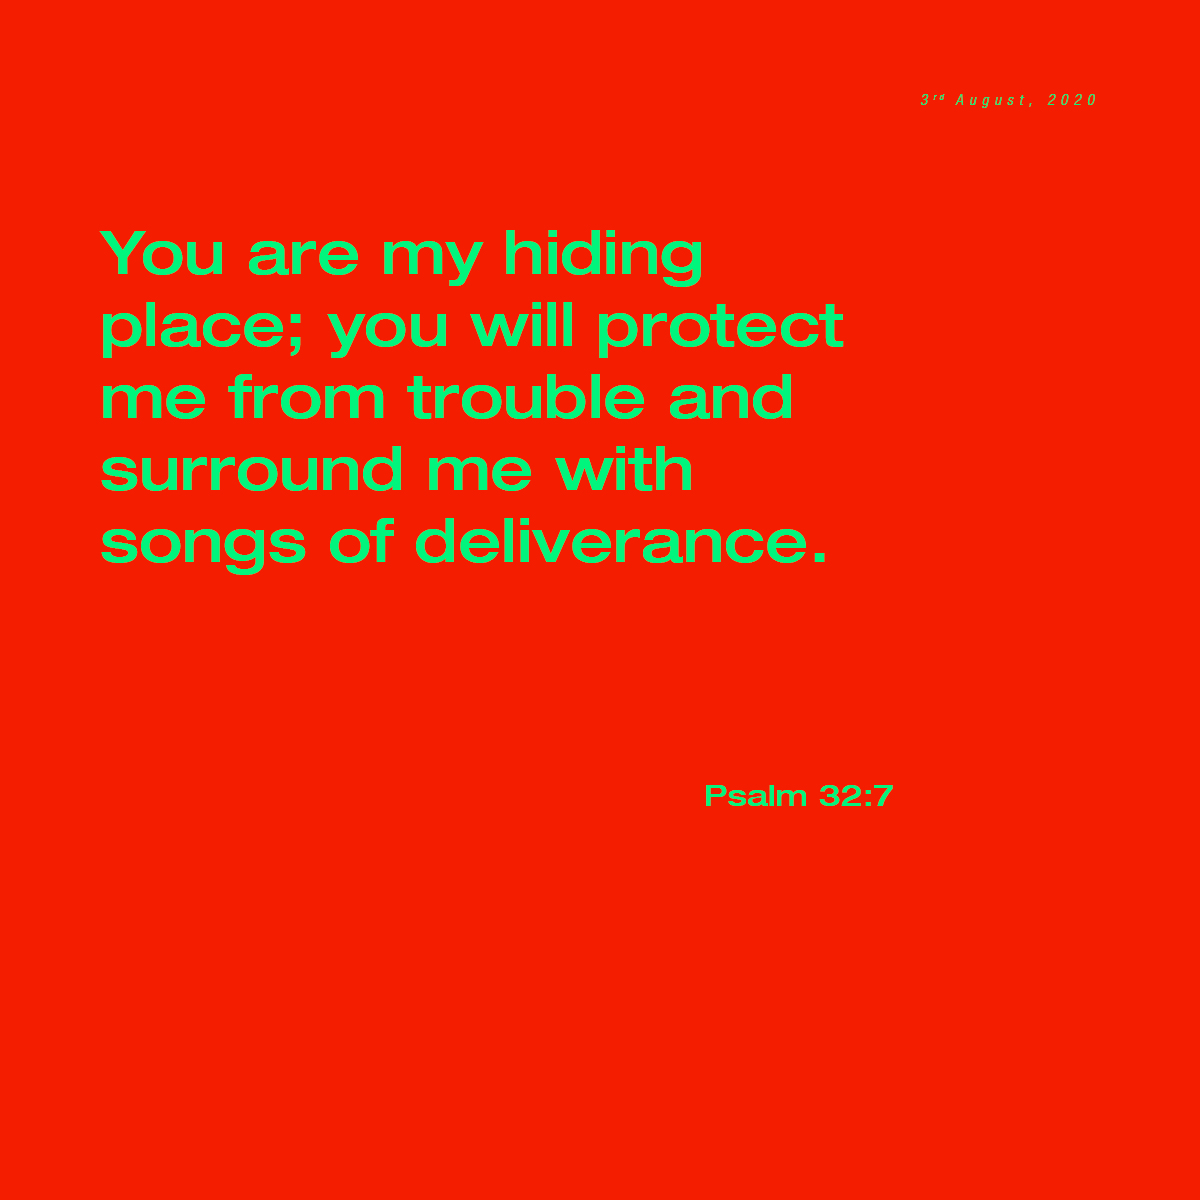 3rd August, 2020
You are my hiding
place; you will protect
me from trouble and
surround me with
songs of deliverance.
Psalm 32:7